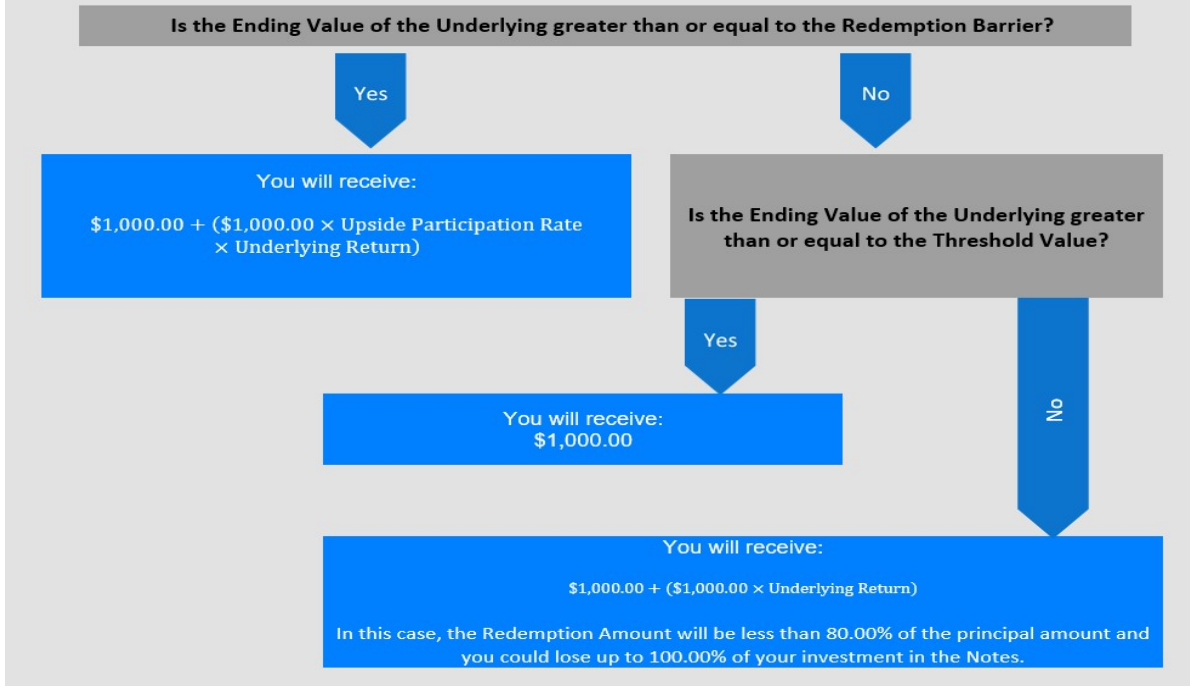 Is the Ending Value of the Underlying greater than or equal to the Redemption Barrier?
Yes
No
You will receive:
$1,000.00 + ($1,000.00 × Upside Participation Rate
× Underlying Return)
Is the Ending Value of the Underlying greater
than or equal to the Threshold Value?
Yes
No
You will receive:
$1,000.00
You will receive:
$1,000.00 + ($1,000.00 × Underlying Return)
In this case, the Redemption Amount will be less than 80.00% of the principal amount and
you could lose up to 100.00% of your investment in the Notes.